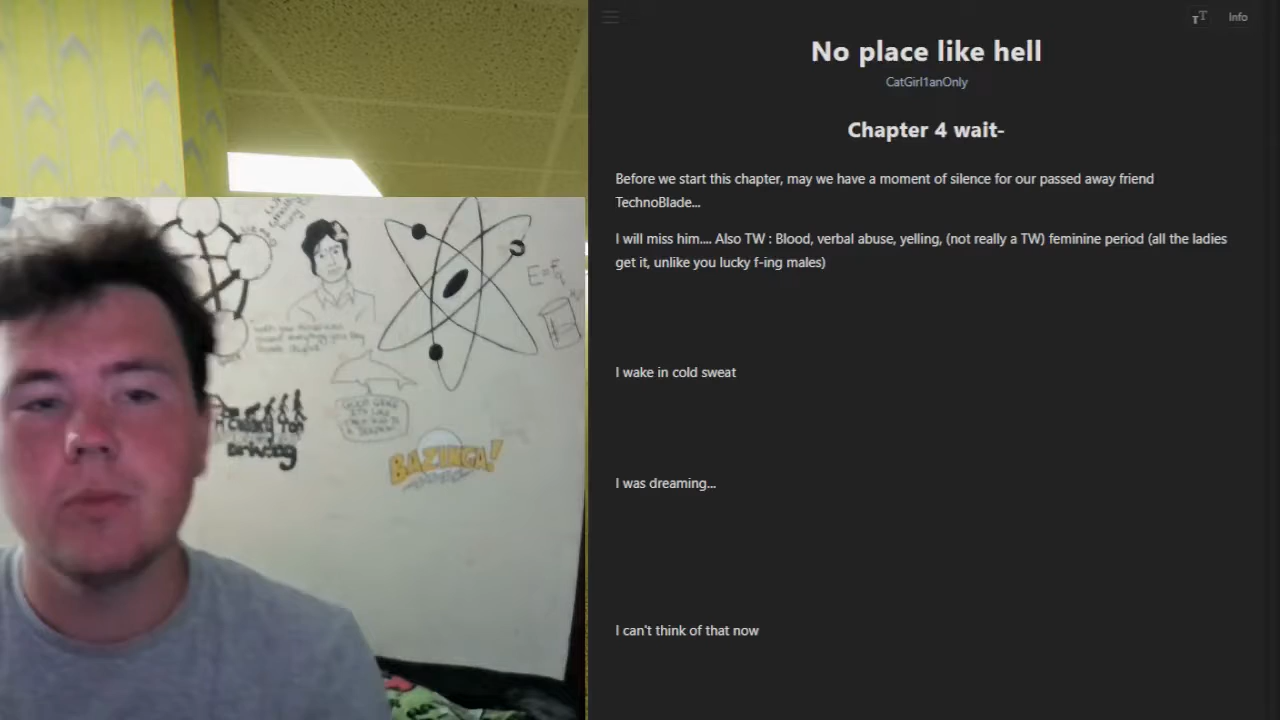 Info
No place like hell
CatGirl1anOnly
Chapter 4 wait-
Before we start this chapter, may we have a moment of silence for our passed away friend
TechnoBlade...
I will miss him.... Also TW : Blood, verbal abuse, yelling, (not really a TW) feminine period (all the ladies
get it, unlike you lucky f-ing males)
I wake in cold sweat
I was dreaming...
I can't think of that now
E=
Driving
BAZINGA!